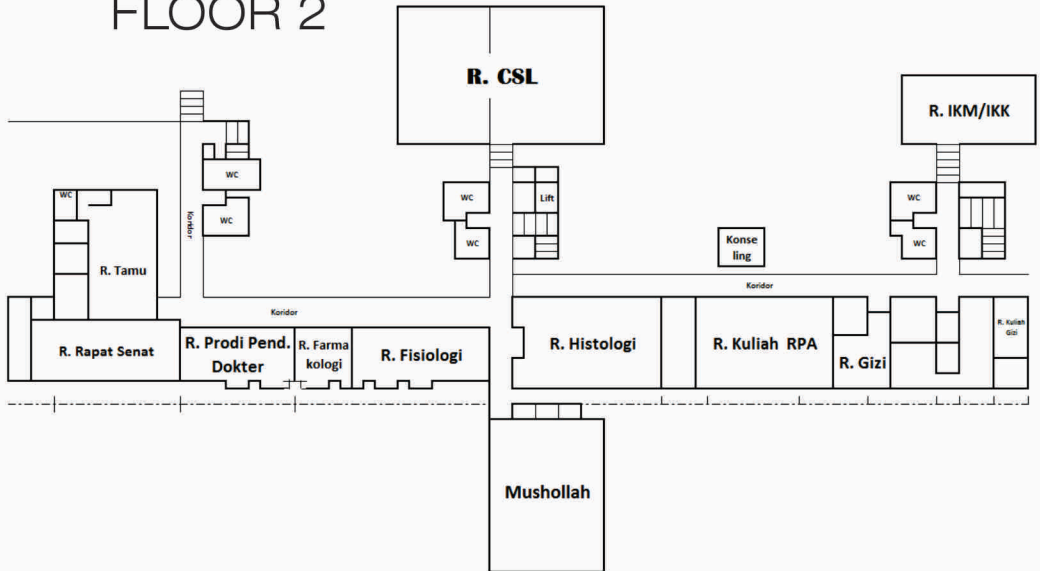 FLOOR 2
R. CSL
R. IKM/IKK
WC
WC
Koridor
WC
R. Tamu
WC
WC
Lift
Konse
ling
WC
WC
Koridor
Koridor
R. Rapat Senat
R. Prodi Pend.
Dokter
R. Farma
kologi
R. Fisiologi
R. Histologi
R. Kuliah RPA
R. Gizi
R. Kuliah
Gizi
Mushollah